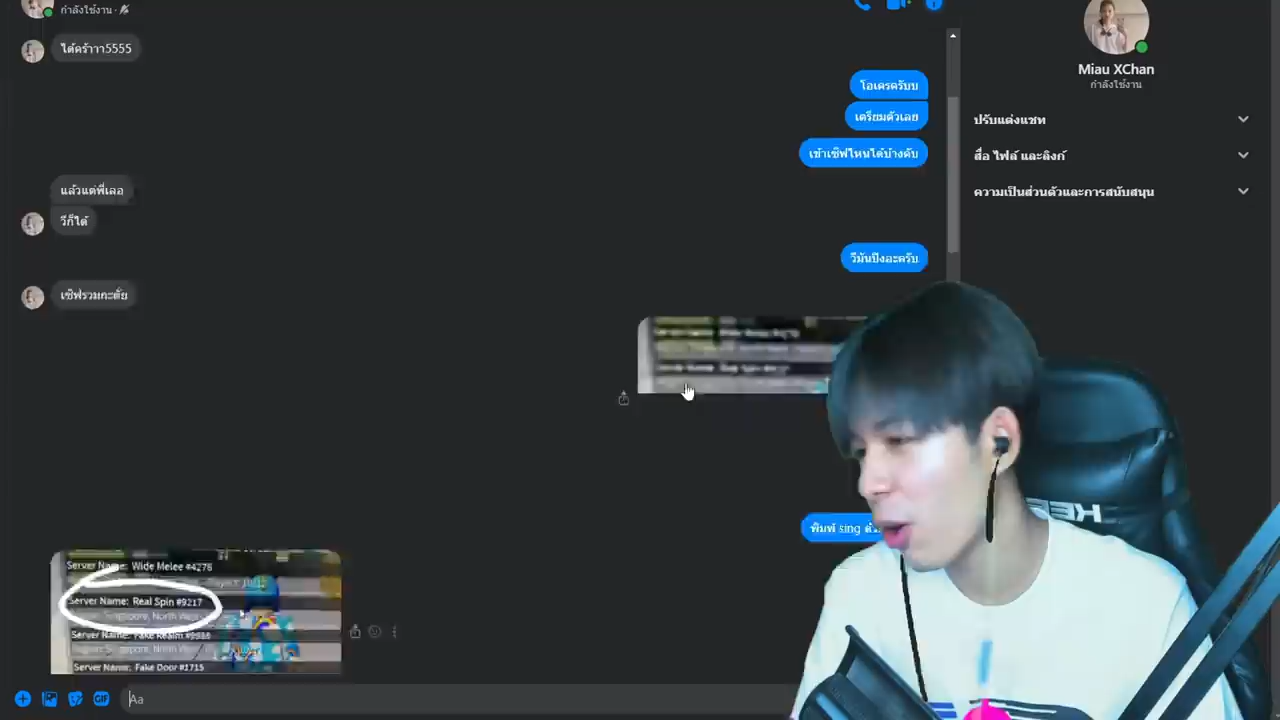 กำลังใช้งาน
ได้คร้าาา5555
โอเครครับบ
เตรียมตัวเลย
เข้าเซิฟไหนได้บ้างคับ
แล้วแต่พี่เลอ
วีก็ได้
วีมันปิงอะครับ
เซิฟรวมกะด้ย
พิมพ์ sing
Server Name: Wide Melee #4278
Server Name: Real Spin #9217
Region: Singapore, North West
Server Name: Fake Realm
Server Name: Fake Door #1715
Aa
Miau XChan
กำลังใช้งาน
ปรับแต่งแชท
สื่อ ไฟล์ และลิงก์
ความเป็นส่วนตัวและการสนับสนุน
GIF